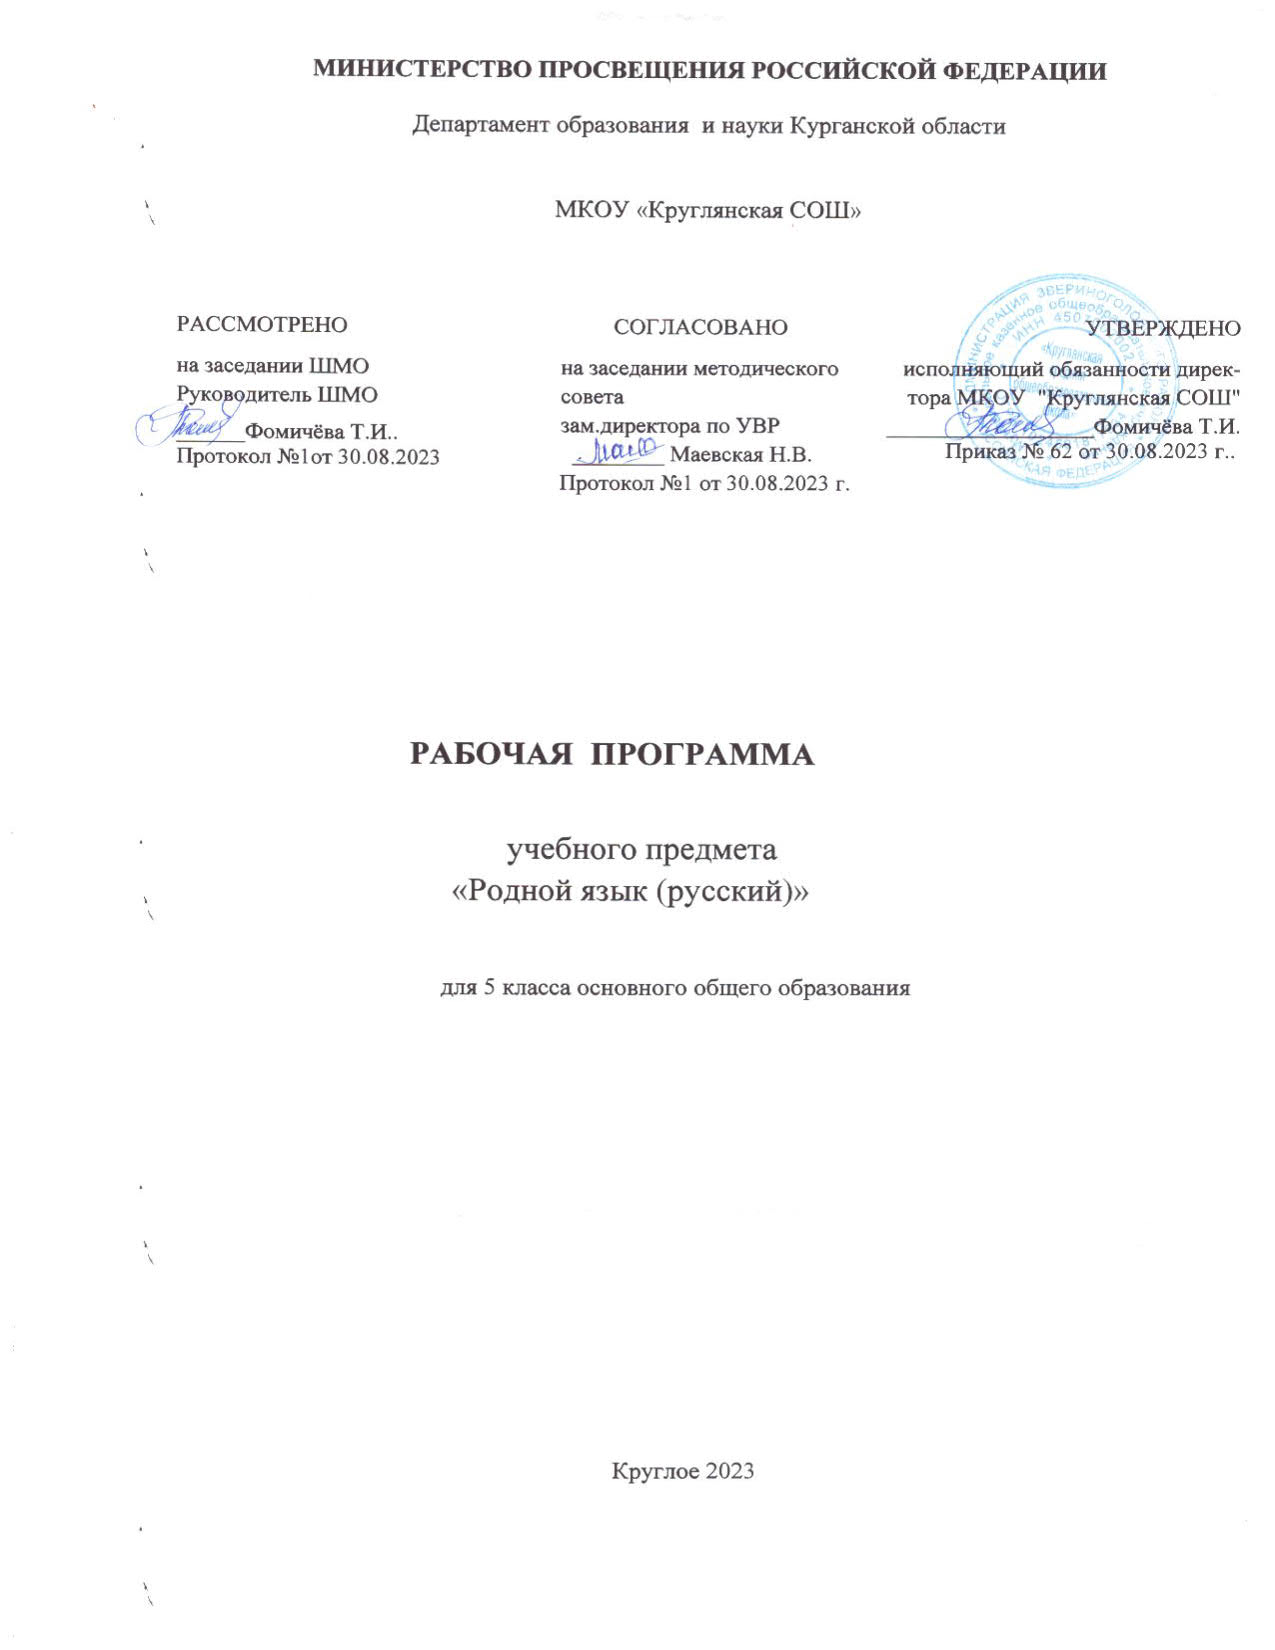 МИНИСТЕРСТВО ПРОСВЕЩЕНИЯ РОССИЙСКОЙ ФЕДЕРАЦИИ
Департамент образования  и науки Курганской области
МКОУ «Круглянская СОШ»
РАССМОТРЕНО
на заседании ШМО
Руководитель ШМО
______Фомичёва Т.И..
Протокол №1от 30.08.2023
СОГЛАСОВАНО
на заседании методического
совета
зам.директора по УВР
________ Маевская Н.В.
Протокол №1 от 30.08.2023 г.
УТВЕРЖДЕНО
исполняющий обязанности дирек-
тора МКОУ  "Круглянская СОШ"
__________________Фомичёва Т.И.
Приказ № 62 от 30.08.2023 г..
РАБОЧАЯ  ПРОГРАММА
учебного предмета
«Родной язык (русский)»
для 5 класса основного общего образования
Круглое 2023